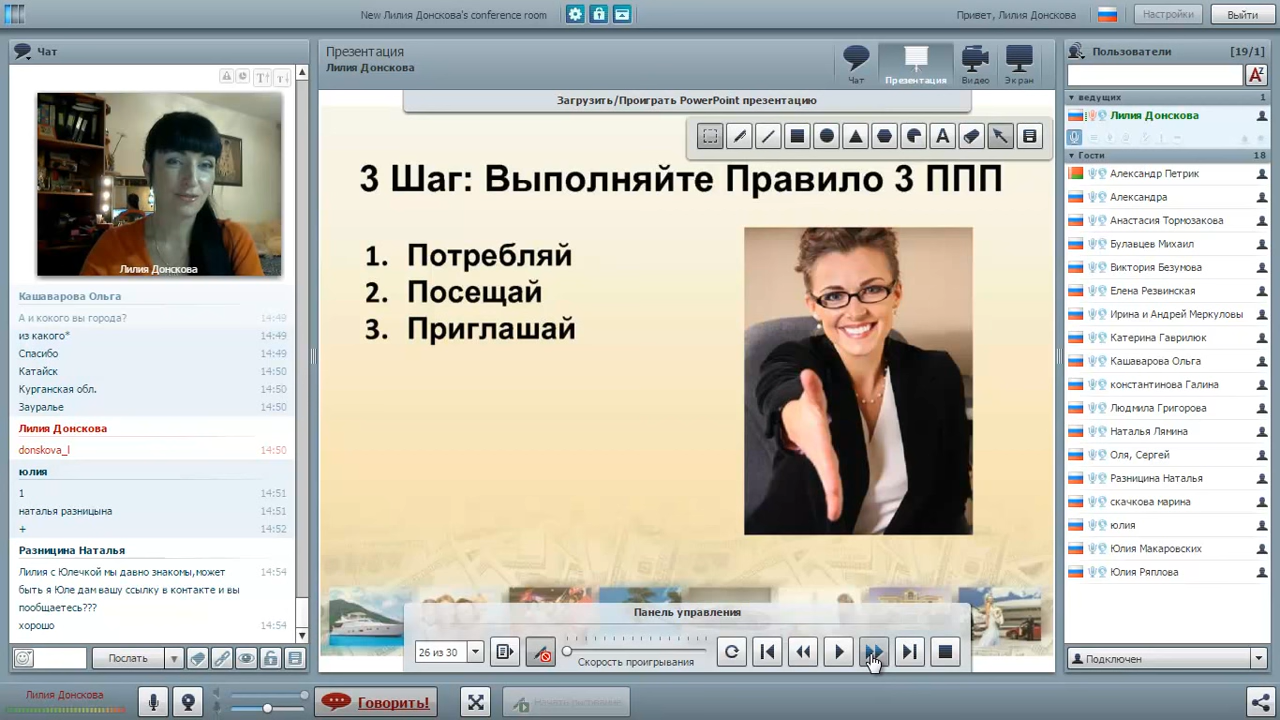 New Лилия Донскова's conference room
Привет, Лилия Донскова
Настройки
Выйти
Чат
Лилия Донскова
Кашаварова Ольга
А и кокого вы города? 14:49
из какого* 14:49
Спасибо 14:49
Катайск 14:50
Курганская обл. 14:50
Зауралье 14:50
Лилия Донскова
donskova_l 14:50
юлия
1 14:51
наталья разницына 14:51
+ 14:52
Разницина Наталья
Лилия с Юлечкой мы давно знакомы,может 14:54
быть я Юле дам вашу ссылку в контакте и вы
пообщаетесь???
хорошо 14:54
Послать
Презентация
Лилия Донскова
Чат
Презентация
Видео
Экран
Загрузить/Проиграть PowerPoint презентацию
3 Шаг: Выполняйте Правило 3 ППП
1. Потребляй
2. Посещай
3. Приглашай
Панель управления
26 из 30
Скорость проигрывания
Пользователи [19/1]
ведущих 1
Лилия Донскова
Гости 18
Александр Петрик
Александра
Анастасия Тормозакова
Булавцев Михаил
Виктория Безумова
Елена Резвинская
Ирина и Андрей Меркуловы
Катерина Гаврилюк
Кашаварова Ольга
константинова Галина
Людмила Григорова
Наталья Лямина
Оля, Сергей
Разницина Наталья
скачкова марина
юлия
Юлия Макаровских
Юлия Ряплова
Подключен
Лилия Донскова
Говорить!